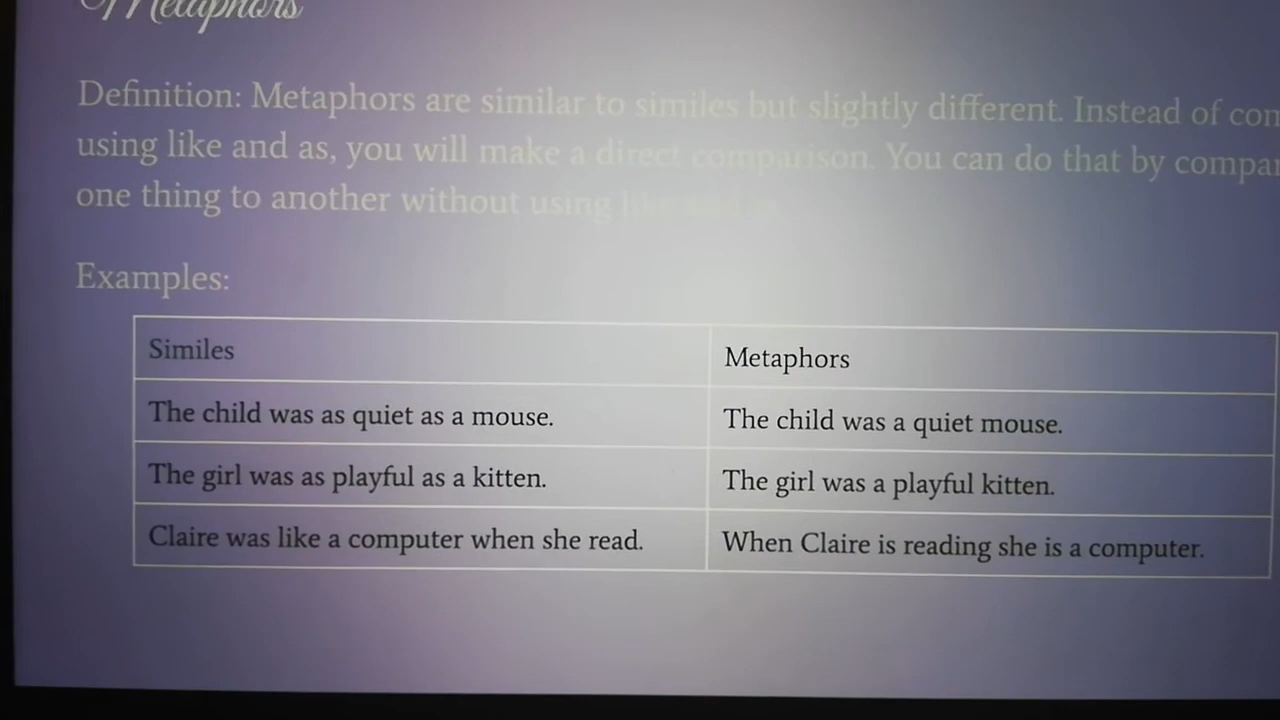 Metaphors
Definition: Metaphors are similar to similes but slightly different. Instead of
using like and as, you will make a direct comparison. You can do that by
one thing to another without using
Examples:
Similes
Metaphors
The child was as quiet as a mouse.
The child was a quiet mouse.
The girl was as playful as a kitten.
The girl was a playful kitten.
Claire was like a computer when she read.
When Claire is reading she is a computer.